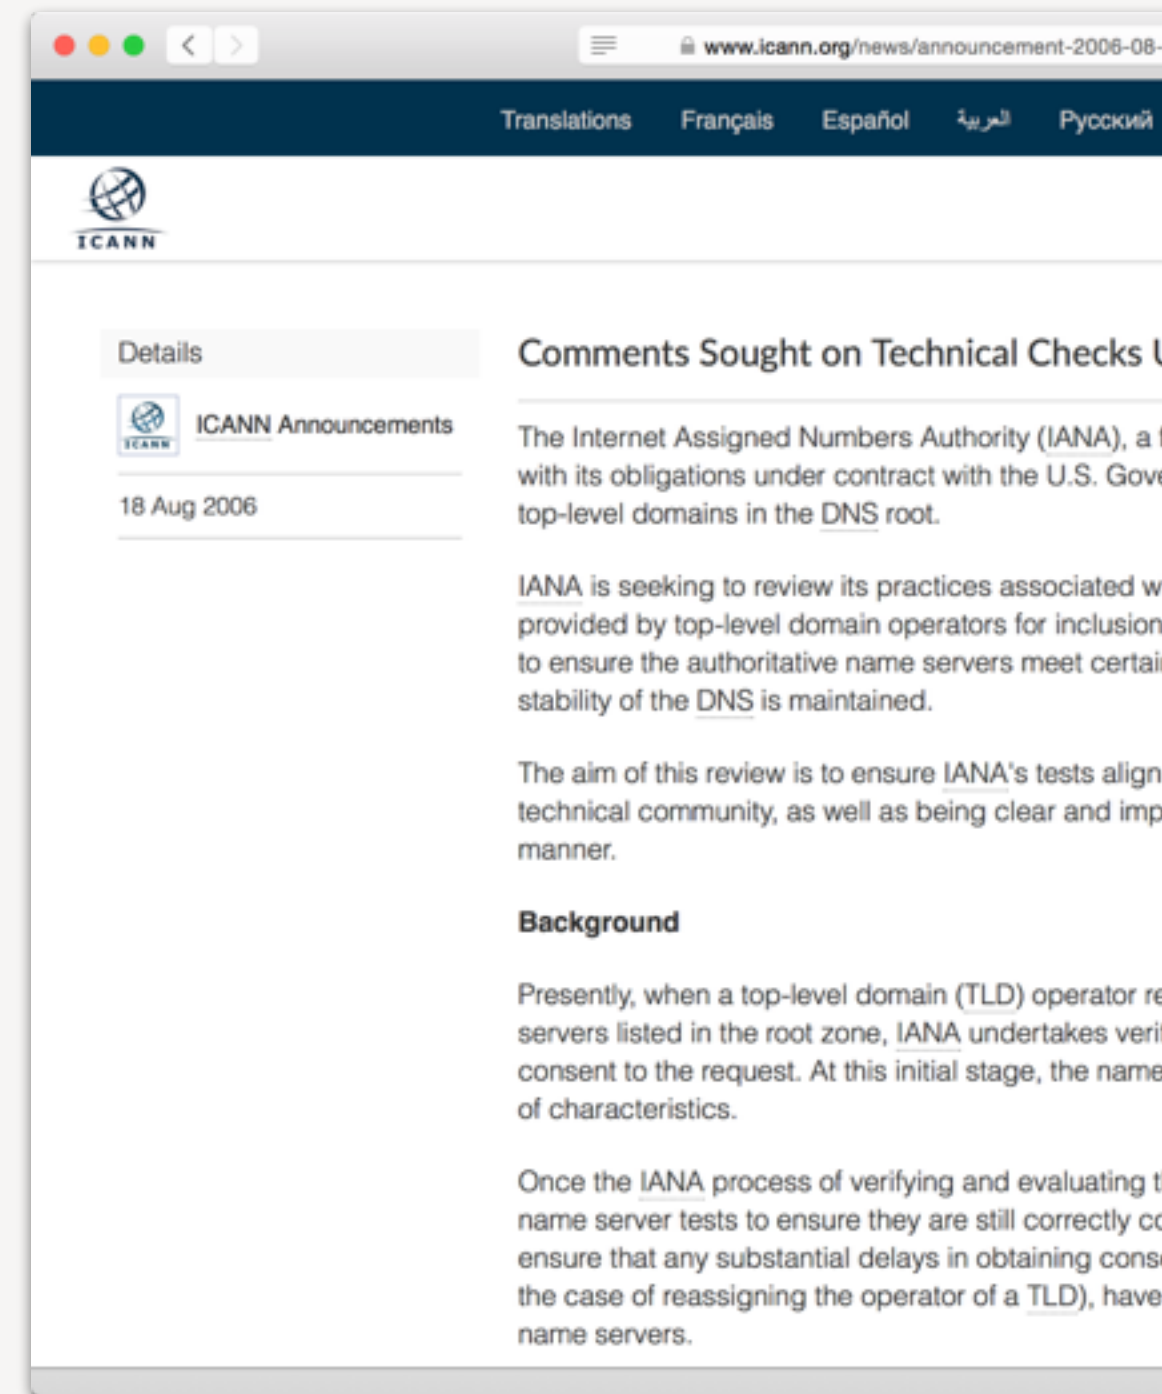 www.icann.org/news/announcement-2006-08-
Translations Français Español العربية Русский
ICANN
Details
ICANN
ICANN Announcements
18 Aug 2006
Comments Sought on Technical Checks
The Internet Assigned Numbers Authority (IANA), a
with its obligations under contract with the U.S.
top-level domains in the DNS root.
IANA is seeking to review its practices associated
provided by top-level domain operators for inclusion
to ensure the authoritative name servers meet
stability of the DNS is maintained.
The aim of this review is to ensure IANA's tests align
technical community, as well as being clear and
manner.
Background
Presently, when a top-level domain (TLD) operator
servers listed in the root zone, IANA undertakes
consent to the request. At this initial stage, the name
of characteristics.
Once the IANA process of verifying and evaluating
name server tests to ensure they are still correctly
ensure that any substantial delays in obtaining
the case of reassigning the operator of a TLD), have
name servers.